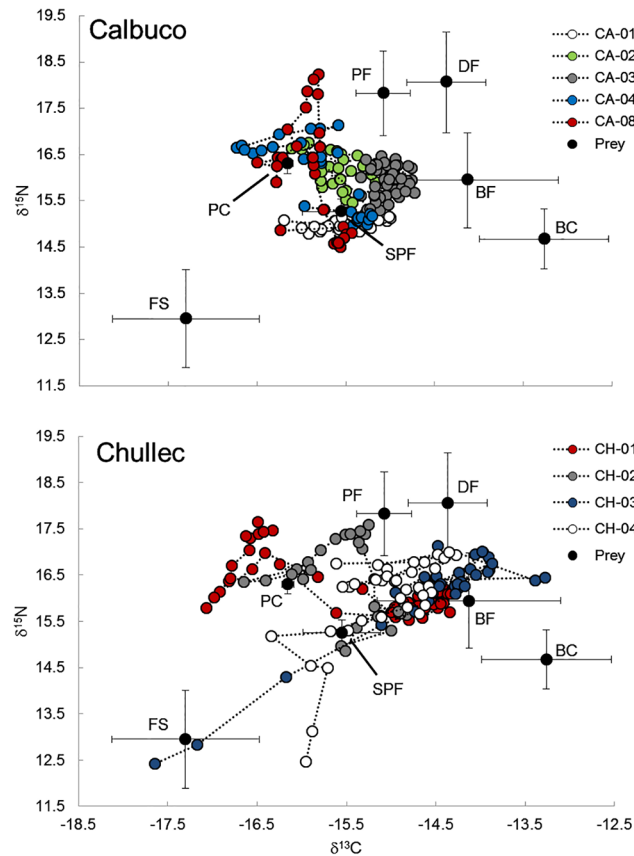 Calbuco
19.5
18.5
17.5
16.5
15.5
14.5
13.5
12.5
11.5
δ15N
PF
DF
PC
BF
SPF
BC
FS
CA-01
CA-02
CA-03
CA-04
CA-08
Prey
Chullec
19.5
18.5
17.5
16.5
15.5
14.5
13.5
12.5
11.5
δ15N
PF
DF
PC
BF
SPF
BC
FS
CH-01
CH-02
CH-03
CH-04
Prey
-18.5 -17.5 -16.5 -15.5 -14.5 -13.5 -12.5
δ13C